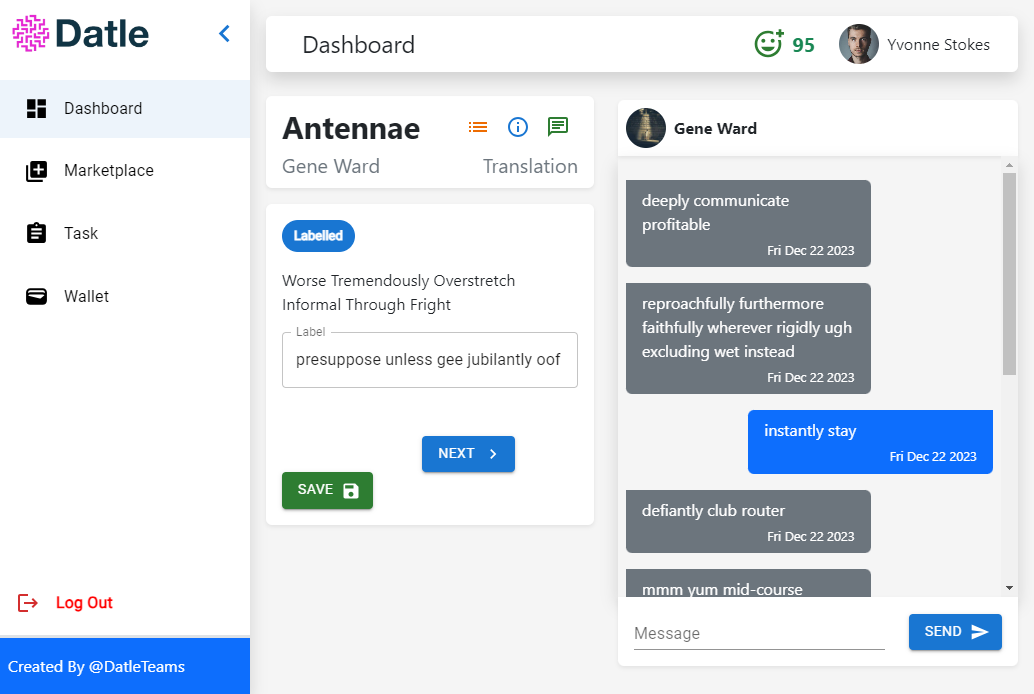 Datle
Dashboard
Marketplace
Task
Wallet
Log Out
Created By @DatleTeams
Dashboard
95
Yvonne Stokes
Antennae
Gene Ward
Translation
Labelled
Worse Tremendously Overstretch
Informal Through Fright
Label
presuppose unless gee jubilantly oof
NEXT
SAVE
Gene Ward
deeply communicate
profitable
Fri Dec 22 2023
reproachfully furthermore
faithfully wherever rigidly ugh
excluding wet instead
Fri Dec 22 2023
instantly stay
Fri Dec 22 2023
defiantly club router
Fri Dec 22 2023
mmm yum mid-course
Message
SEND